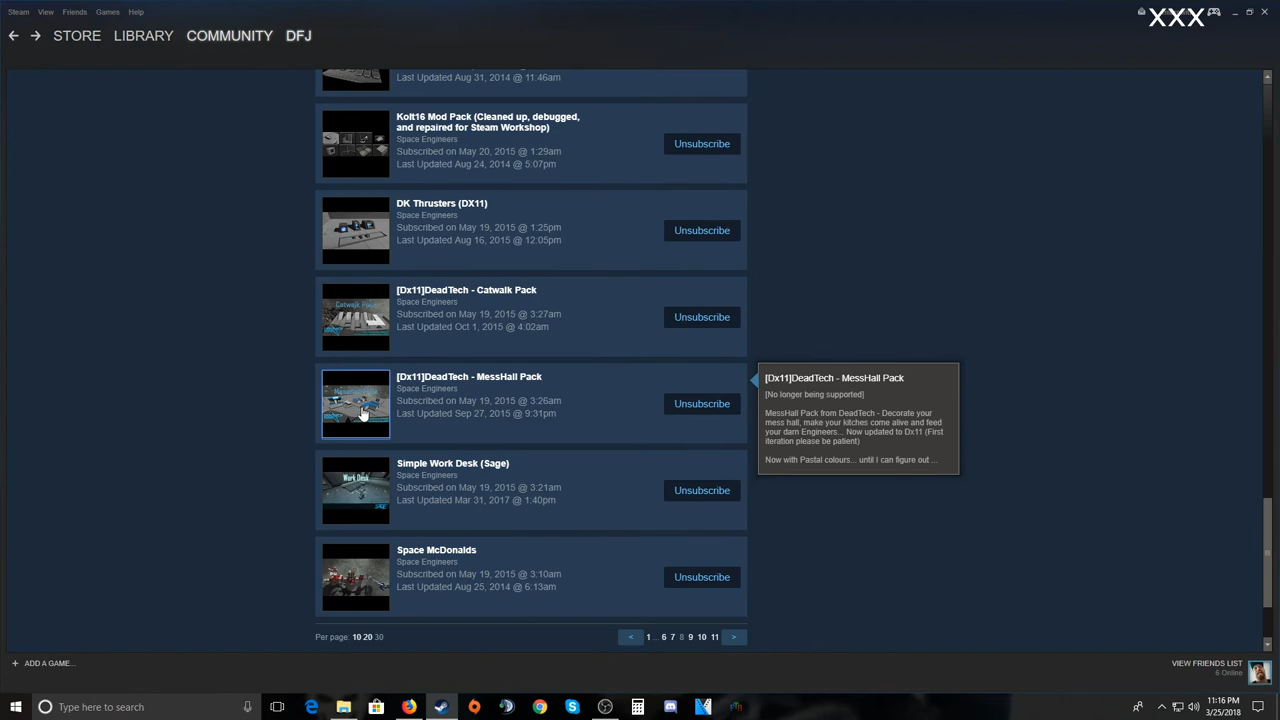 Steam View Friends Games Help
XXX
STORE LIBRARY COMMUNITY DFJ
Last Updated Aug 31, 2014 @ 11:46am
Kolt16 Mod Pack (Cleaned up, debugged,
and repaired for Steam Workshop)
Space Engineers
Subscribed on May 20, 2015 @ 1:29am
Last Updated Aug 24, 2014 @ 5:07pm
Unsubscribe
DK Thrusters (DX11)
Space Engineers
Subscribed on May 19, 2015 @ 1:25pm
Last Updated Aug 16, 2015 @ 12:05pm
Unsubscribe
Catwalk Pack
[Dx11]DeadTech - Catwalk Pack
Space Engineers
Subscribed on May 19, 2015 @ 3:27am
Last Updated Oct 1, 2015 @ 4:02am
Unsubscribe
[Dx11]DeadTech - MessHall Pack
Space Engineers
Subscribed on May 19, 2015 @ 3:26am
Last Updated Sep 27, 2015 @ 9:31pm
Unsubscribe
[Dx11]DeadTech - MessHall Pack
[No longer being supported]
MessHall Pack from DeadTech - Decorate your
mess hall, make your kitches come alive and feed
your darn Engineers... Now updated to Dx11 (First
iteration please be patient)
Now with Pastal colours... until I can figure out ...
Work Desk
SAGE
Simple Work Desk (Sage)
Space Engineers
Subscribed on May 19, 2015 @ 3:21am
Last Updated Mar 31, 2017 @ 1:40pm
Unsubscribe
Space McDonalds
Space Engineers
Subscribed on May 19, 2015 @ 3:10am
Last Updated Aug 25, 2014 @ 6:13am
Unsubscribe
Per page: 10 20 30
< 1 ... 6 7 8 9 10 11 >
+ ADD A GAME...
VIEW FRIENDS LIST
6 Online
Type here to search
11:16 PM
3/25/2018